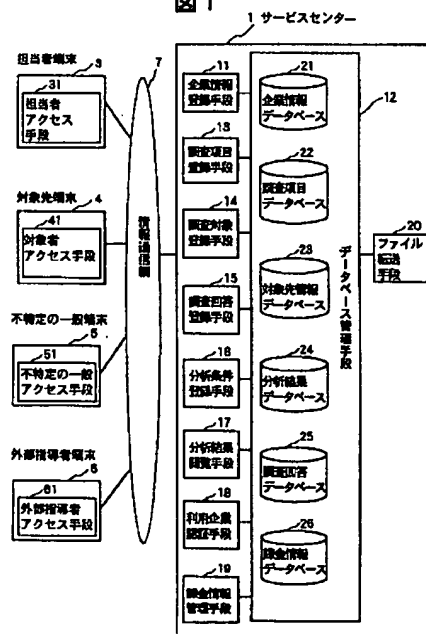 図1
1 サービスセンター
担当者端末
3
31
担当者
アクセス
手段
対象先端末
4
41
対象者
アクセス手段
不特定の一般端末
5
51
不特定の一般
アクセス手段
外部指導者端末
6
61
外部指導者
アクセス手段
7
情報通信網
11
企業情報
登録手段
13
調査項目
登録手段
14
調査対象
登録手段
15
調査回答
登録手段
16
分析条件
登録手段
17
分析結果
閲覧手段
18
利用企業
認証手段
19
課金情報
管理手段
21
企業情報
データベース
22
調査項目
データベース
23
対象先情報
データベース
24
分析結果
データベース
25
調査回答
データベース
26
課金情報
データベース
12
データベース管理手段
20
ファイル
転送
手段